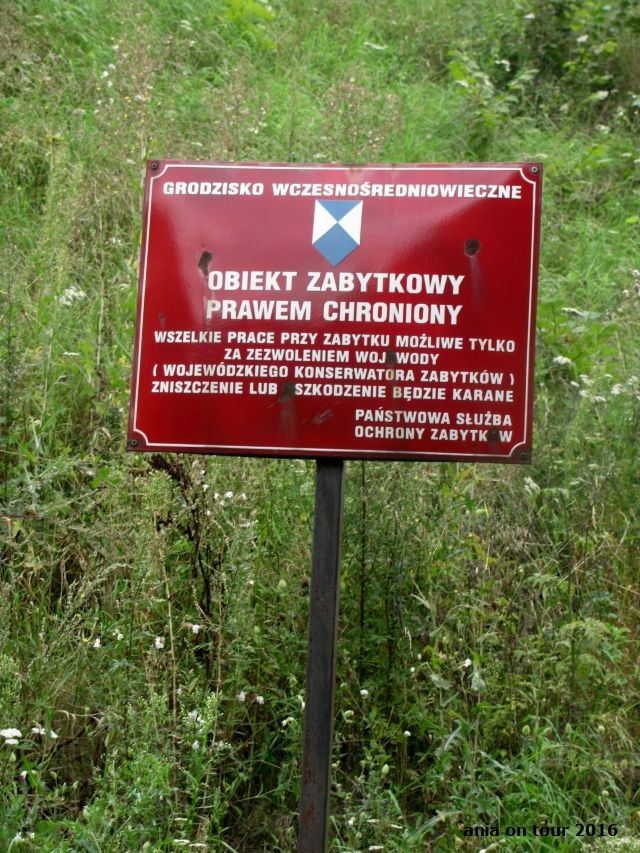 GRODZISKO WCZESNOŚREDNIOWIECZNE
OBIEKT ZABYTKOWY
PRAWEM CHRONIONY
WSZELKIE PRACE PRZY ZABYTKU MOŻLIWE TYLKO
ZA ZEZWOLENIEM WOJEWODY
( WOJEWÓDZKIEGO KONSERWATORA ZABYTKÓW )
ZNISZCZENIE LUB USZKODZENIE BĘDZIE KARANE
PAŃSTWOWA SŁUŻBA
OCHRONY ZABYTKÓW
ania on tour 2016